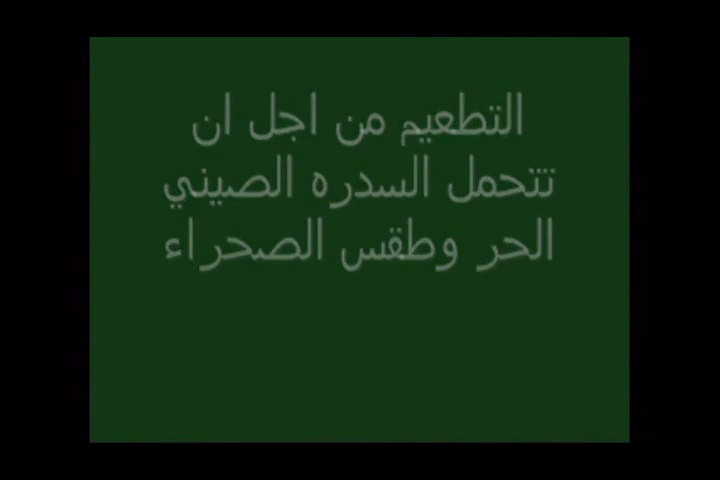 التطعيم من اجل ان
تتحمل السدره الصيني
الحر وطقس الصحراء